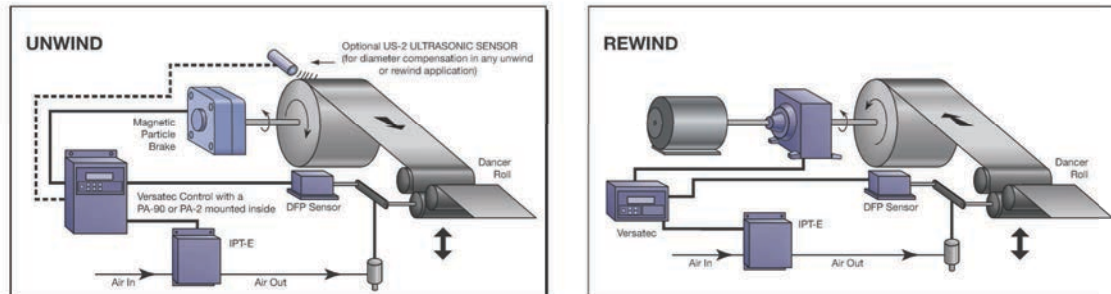 UNWIND
Optional US-2 ULTRASONIC SENSOR
(for diameter compensation in any unwind
or rewind application)
Magnetic
Particle
Brake
Dancer
Roll
Versatec Control with a
PA-90 or PA-2 mounted inside
DFP Sensor
IPT-E
Air In
Air Out
REWIND
Dancer
Roll
DFP Sensor
Versatec
IPT-E
Air In
Air Out